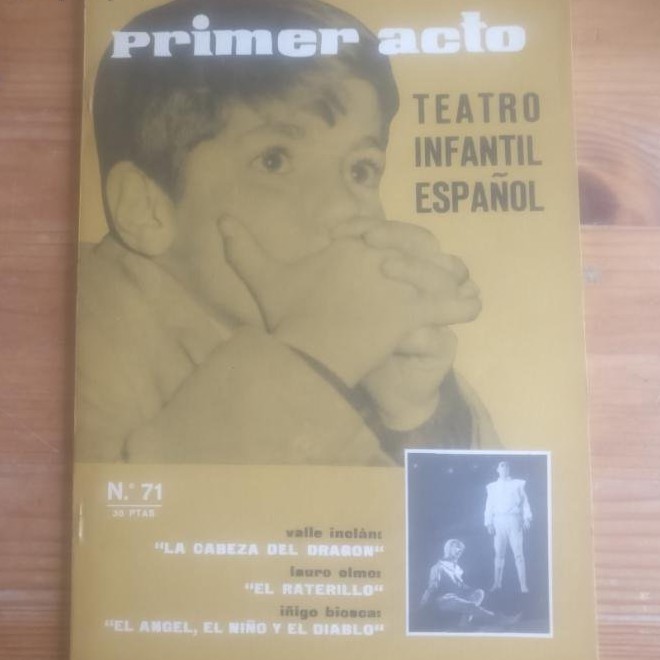 primer acto
TEATRO
INFANTIL
ESPAÑOL
N.° 71
30 PTAS
valle inclán:
"LA CABEZA DEL DRAGON"
lauro olmo:
"EL RATERILLO"
iñigo biosca:
"EL ANGEL, EL NIÑO Y EL DIABLO"